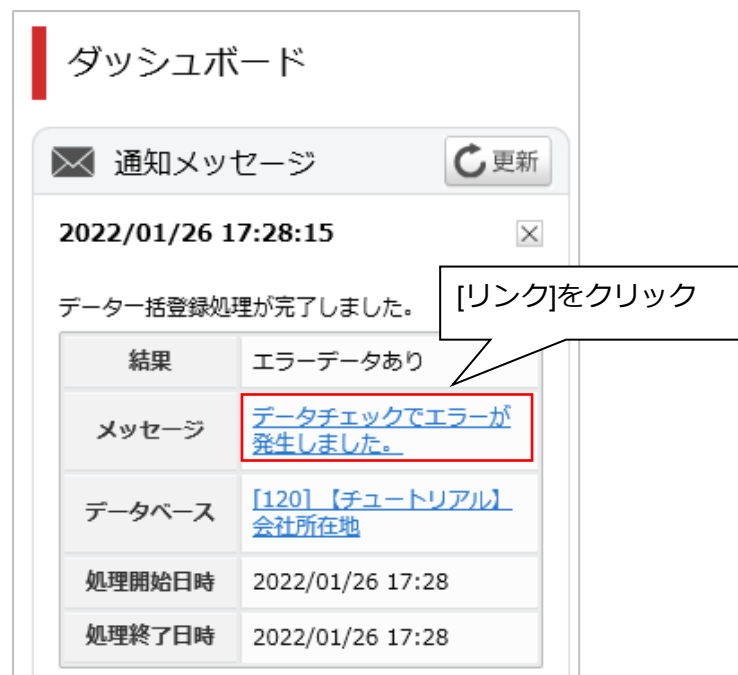 ダッシュボード
通知メッセージ
更新
2022/01/26 17:28:15
データ一括登録処理が完了しました。
[リンク]をクリック
結果 エラーデータあり
メッセージ データチェックでエラーが
発生しました。
データベース [120] 【チュートリアル】
会社所在地
処理開始日時 2022/01/26 17:28
処理終了日時 2022/01/26 17:28